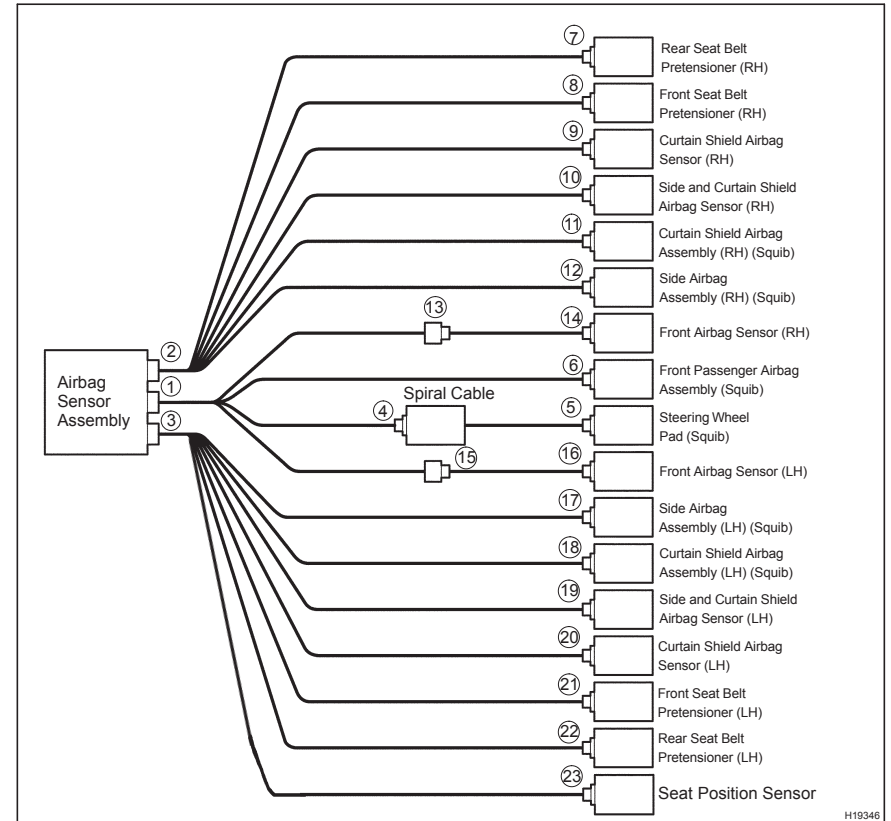 7
Rear Seat Belt
Pretensioner (RH)
8
Front Seat Belt
Pretensioner (RH)
9
Curtain Shield Airbag
Sensor (RH)
10
Side and Curtain Shield
Airbag Sensor (RH)
11
Curtain Shield Airbag
Assembly (RH) (Squib)
12
Side Airbag
Assembly (RH) (Squib)
13
14
Front Airbag Sensor (RH)
2
1
3
Airbag
Sensor
Assembly
6
Front Passenger Airbag
Assembly (Squib)
Spiral Cable
4
5
Steering Wheel
Pad (Squib)
15
16
Front Airbag Sensor (LH)
17
Side Airbag
Assembly (LH) (Squib)
18
Curtain Shield Airbag
Assembly (LH) (Squib)
19
Side and Curtain Shield
Airbag Sensor (LH)
20
Curtain Shield Airbag
Sensor (LH)
21
Front Seat Belt
Pretensioner (LH)
22
Rear Seat Belt
Pretensioner (LH)
23
Seat Position Sensor
H19346